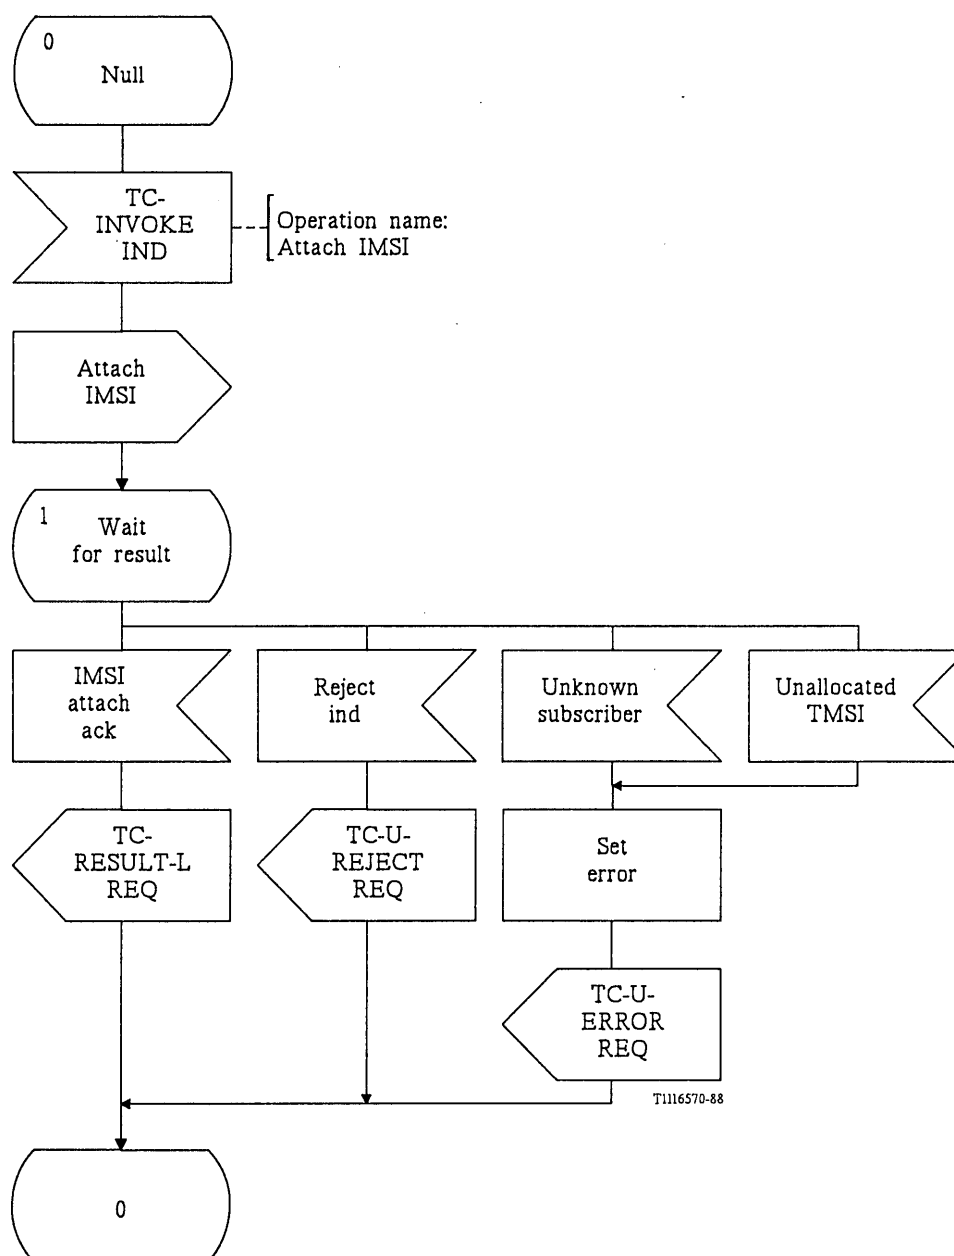 0
Null
TC-
INVOKE
IND
Operation name:
Attach IMSI
Attach
IMSI
1
Wait
for result
IMSI
attach
ack
Reject
ind
Unknown
subscriber
Unallocated
TMSI
TC-
RESULT-L
REQ
TC-U-
REJECT
REQ
Set
error
TC-U-
ERROR
REQ
T1116570-88
0